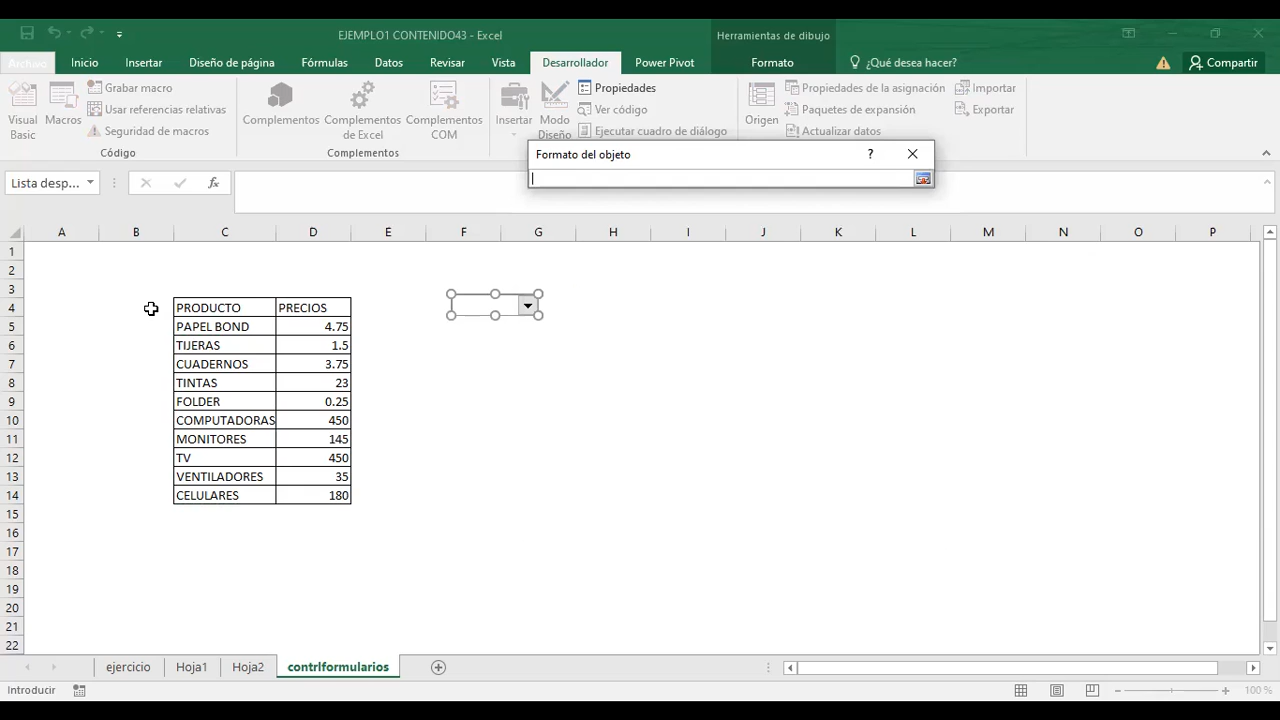 EJEMPLO1 CONTENIDO43 - Excel
Herramientas de dibujo
Archivo
Inicio
Insertar
Diseño de página
Fórmulas
Datos
Revisar
Vista
Desarrollador
Power Pivot
Formato
¿Qué desea hacer?
Compartir
Visual Basic
Macros
Grabar macro
Usar referencias relativas
Seguridad de macros
Código
Complementos
Complementos de Excel
Complementos COM
Complementos
Insertar
Modo Diseño
Propiedades
Ver código
Ejecutar cuadro de diálogo
Origen
Propiedades de la asignación
Paquetes de expansión
Actualizar datos
Importar
Exportar
Formato del objeto
?
Lista desp...
fx
A B C D E F G H I J K L M N O P
1
2
3
4 PRODUCTO PRECIOS
5 PAPEL BOND 4.75
6 TIJERAS 1.5
7 CUADERNOS 3.75
8 TINTAS 23
9 FOLDER 0.25
10 COMPUTADORAS 450
11 MONITORES 145
12 TV 450
13 VENTILADORES 35
14 CELULARES 180
15
16
17
18
19
20
21
22
ejercicio Hoja1 Hoja2 contrlformularios
Introducir
100 %